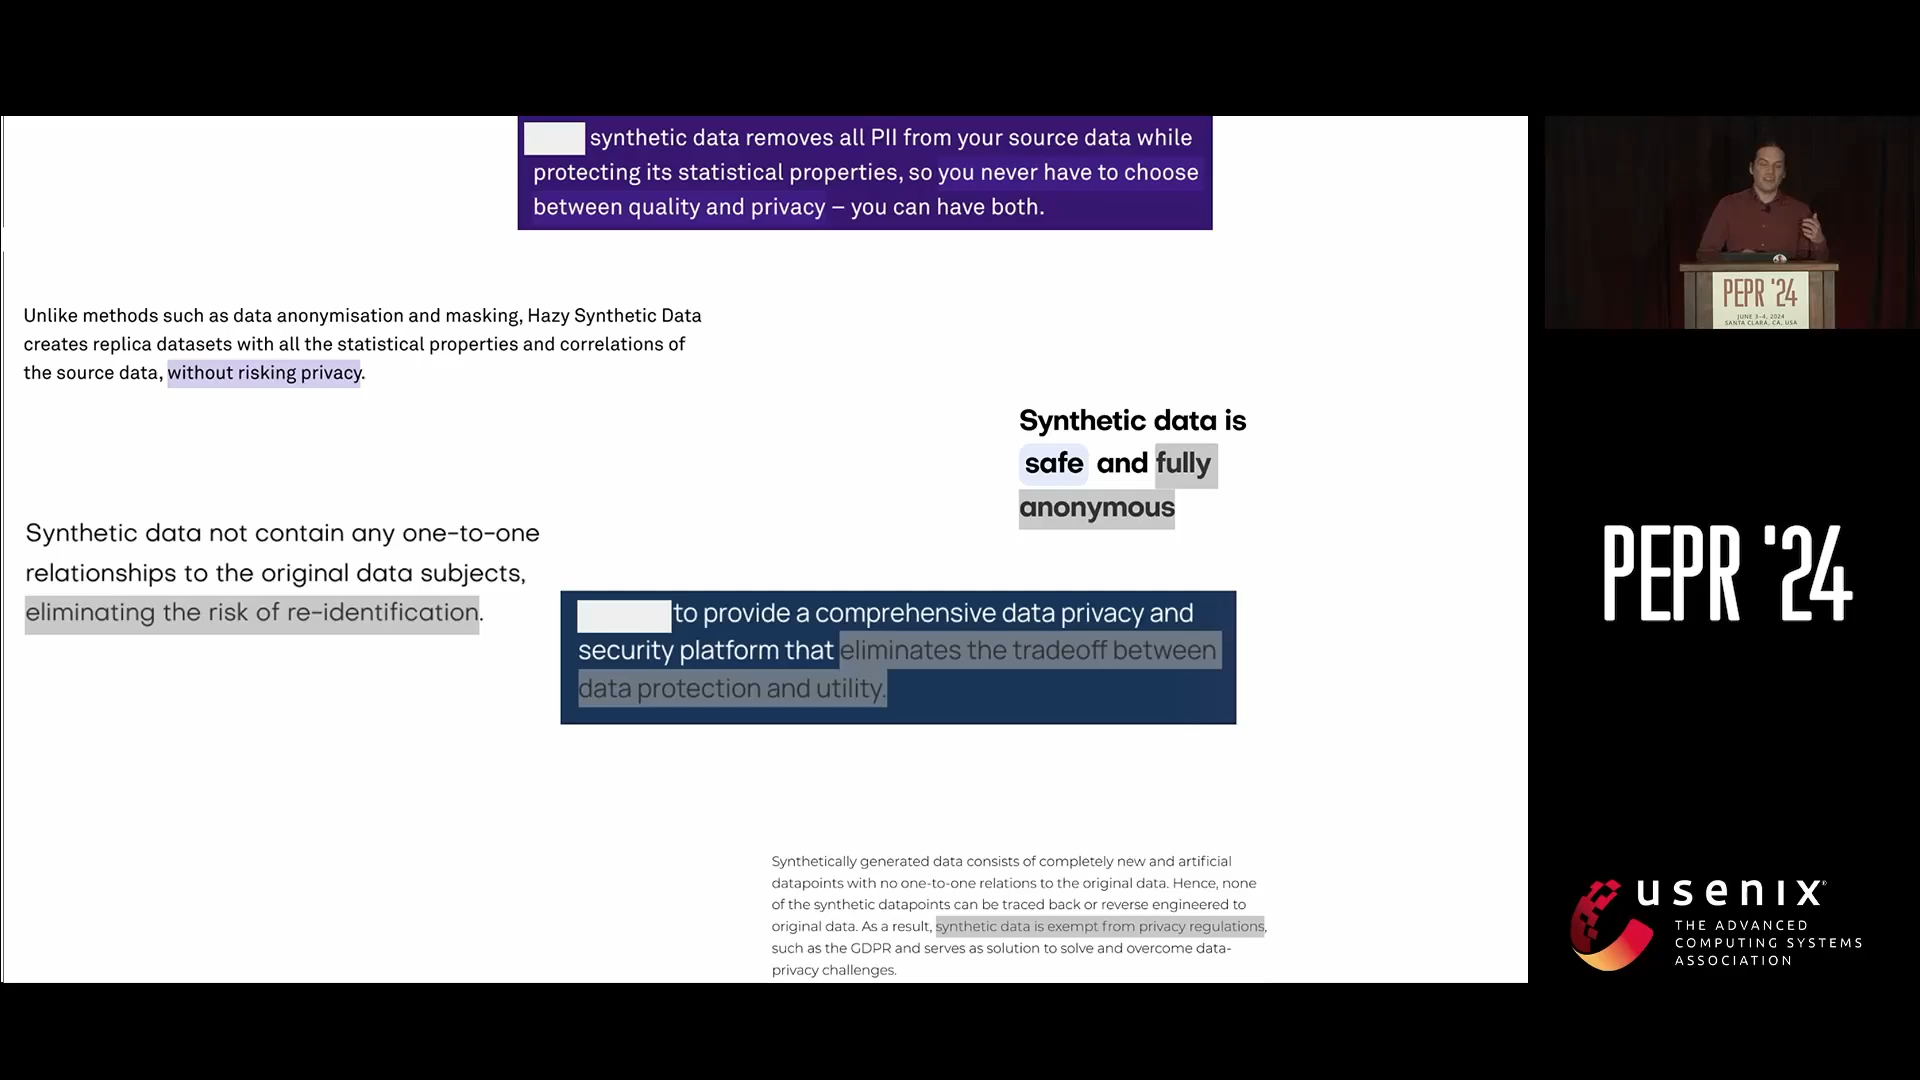 synthetic data removes all PII from your source data while
protecting its statistical properties, so you never have to choose
between quality and privacy – you can have both.
Unlike methods such as data anonymisation and masking, Hazy Synthetic Data
creates replica datasets with all the statistical properties and correlations of
the source data, without risking privacy.
Synthetic data is
safe and fully
anonymous
Synthetic data not contain any one-to-one
relationships to the original data subjects,
eliminating the risk of re-identification.
to provide a comprehensive data privacy and
security platform that eliminates the tradeoff between
data protection and utility.
Synthetically generated data consists of completely new and artificial
datapoints with no one-to-one relations to the original data. Hence, none
of the synthetic datapoints can be traced back or reverse engineered to
original data. As a result, synthetic data is exempt from privacy regulations,
such as the GDPR and serves as solution to solve and overcome data-
privacy challenges.
PEPR '24
JUNE 3–4, 2024
SANTA CLARA, CA, USA
PEPR '24
usenix®
THE ADVANCED
COMPUTING SYSTEMS
ASSOCIATION